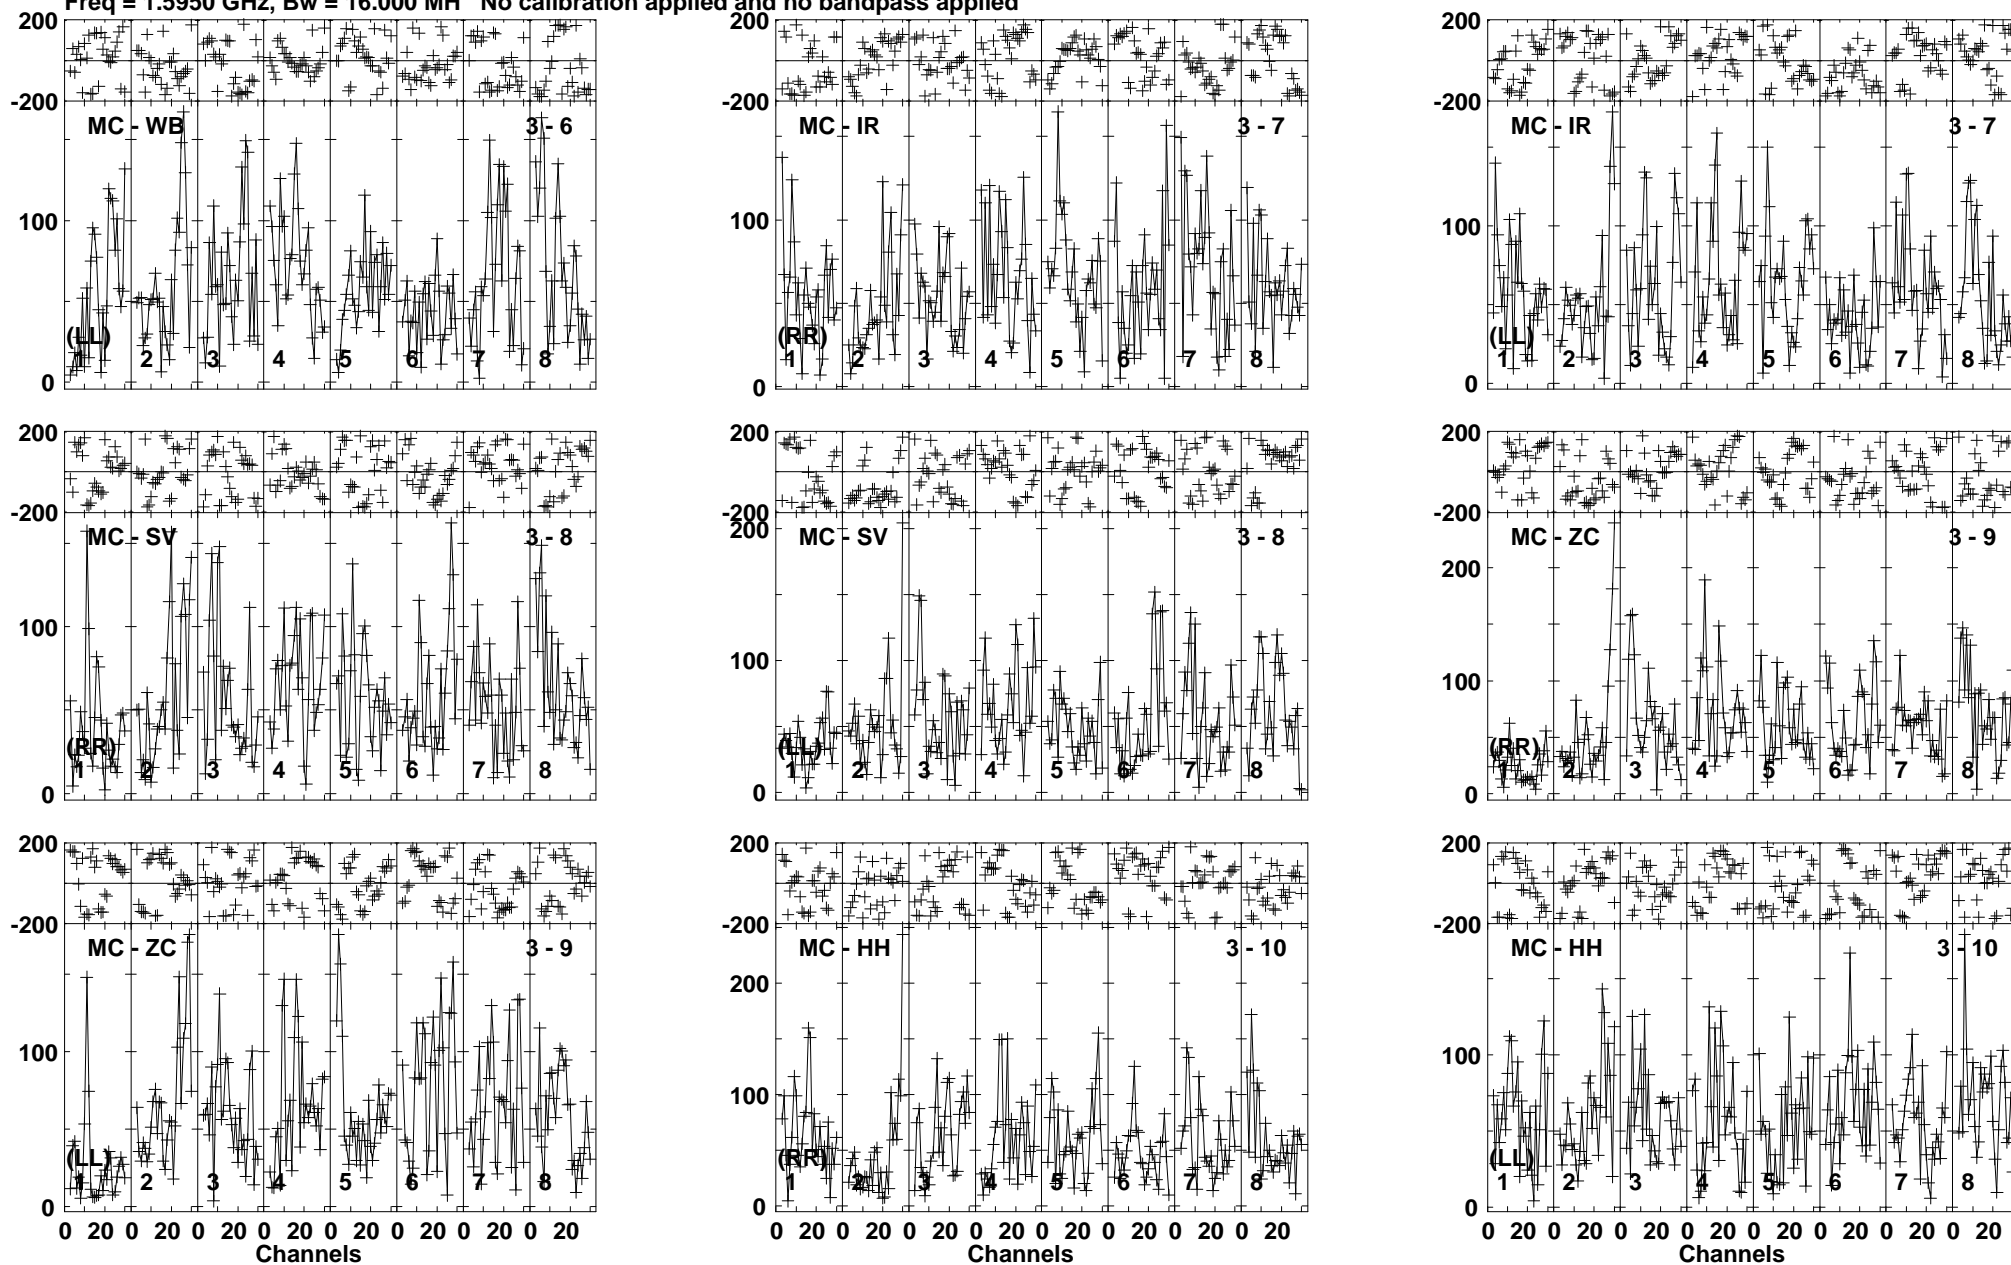 Freq = 1.5950 GHz, Bw = 16.000 MH No calibration applied and no bandpass applied
200 200 200
-200 -200 -200
MC - WB 3 - 6 MC - IR 3 - 7 MC - IR 3 - 7
100 100 100
(LL) (RR) (LL)
1 2 3 4 5 6 7 8 1 2 3 4 5 6 7 8 1 2 3 4 5 6 7 8
0 0 0
200 200 200
-200 -200 -200
MC - SV 3 - 8 MC - SV 3 - 8 MC - ZC 3 - 9
200 200
100 100 100
(RR) (LL) (RR)
1 2 3 4 5 6 7 8 1 2 3 4 5 6 7 8 1 2 3 4 5 6 7 8
0 0 0
200 200 200
-200 -200 -200
MC - ZC 3 - 9 MC - HH 3 - 10 MC - HH 3 - 10
200
100 100 100
(LL) (RR) (LL)
1 2 3 4 5 6 7 8 1 2 3 4 5 6 7 8 1 2 3 4 5 6 7 8
0 0 0
0 20 0 20 0 20 0 20 0 20 0 20 0 20 0 20 0 20 0 20 0 20 0 20 0 20 0 20 0 20 0 20 0 20 0 20 0 20 0 20 0 20 0 20 0 20 0 20
Channels Channels Channels